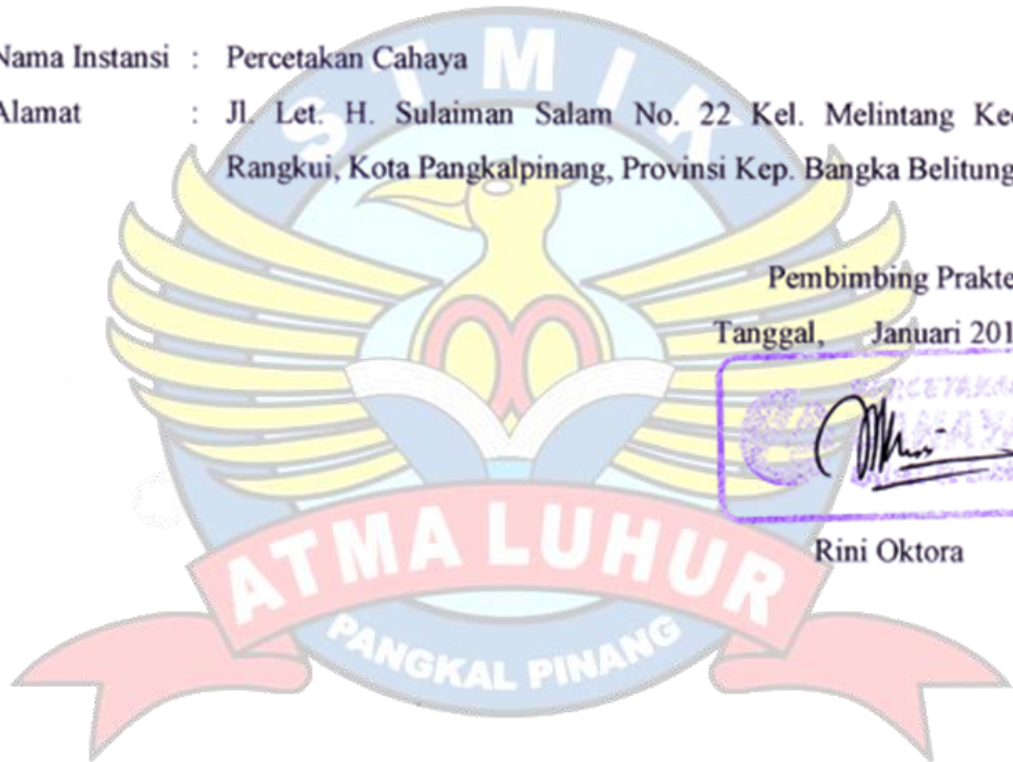 Nama Instansi : Percetakan Cahaya
Alamat : Jl. Let. H. Sulaiman Salam No. 22 Kel. Melintang Kec
Rangkui, Kota Pangkalpinang, Provinsi Kep. Bangka Belitung
Pembimbing Prakte
Tanggal, Januari 201
Rini Oktora
STMIK
ATMA LUHUR
PANGKAL PINANG